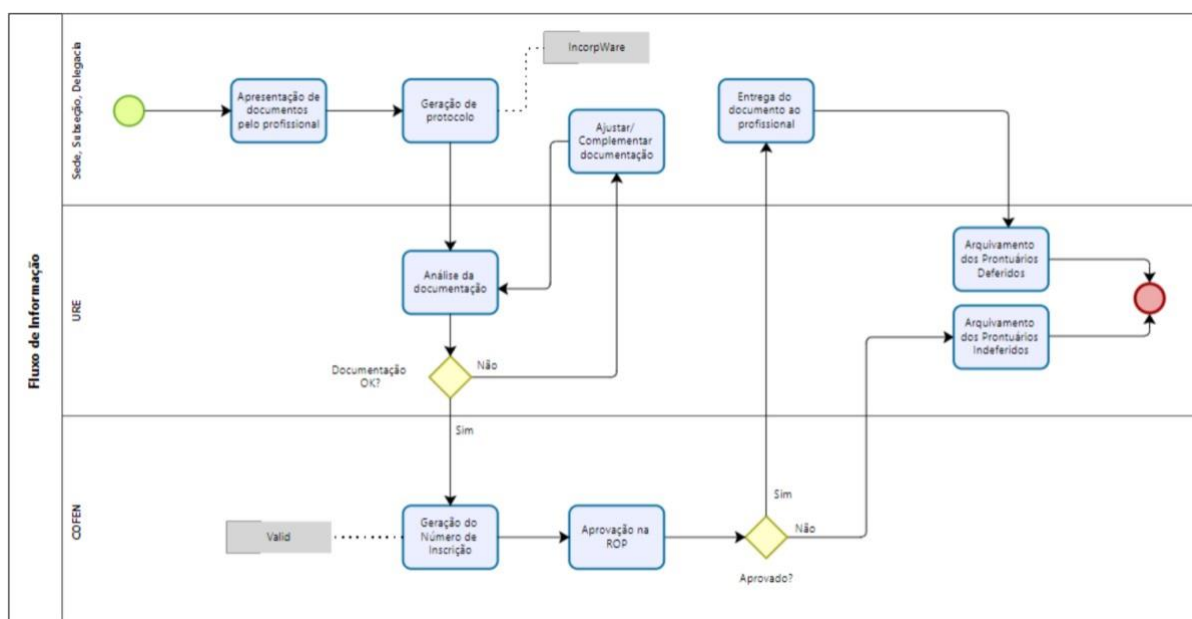 Fluxo de Informação
Sede, Subseção, Delegacia
IncorpWare
Apresentação de
documentos
pelo profissional
Geração de
protocolo
Ajustar/
Complementar
documentação
Entrega do
documento ao
profissional
URE
Análise da
documentação
Documentação
OK?
Não
Sim
Arquivamento
dos Prontuários
Deferidos
Arquivamento
dos Prontuários
Indeferidos
COFEN
Valid
Geração do
Número de
Inscrição
Aprovação na
ROP
Sim
Não
Aprovado?